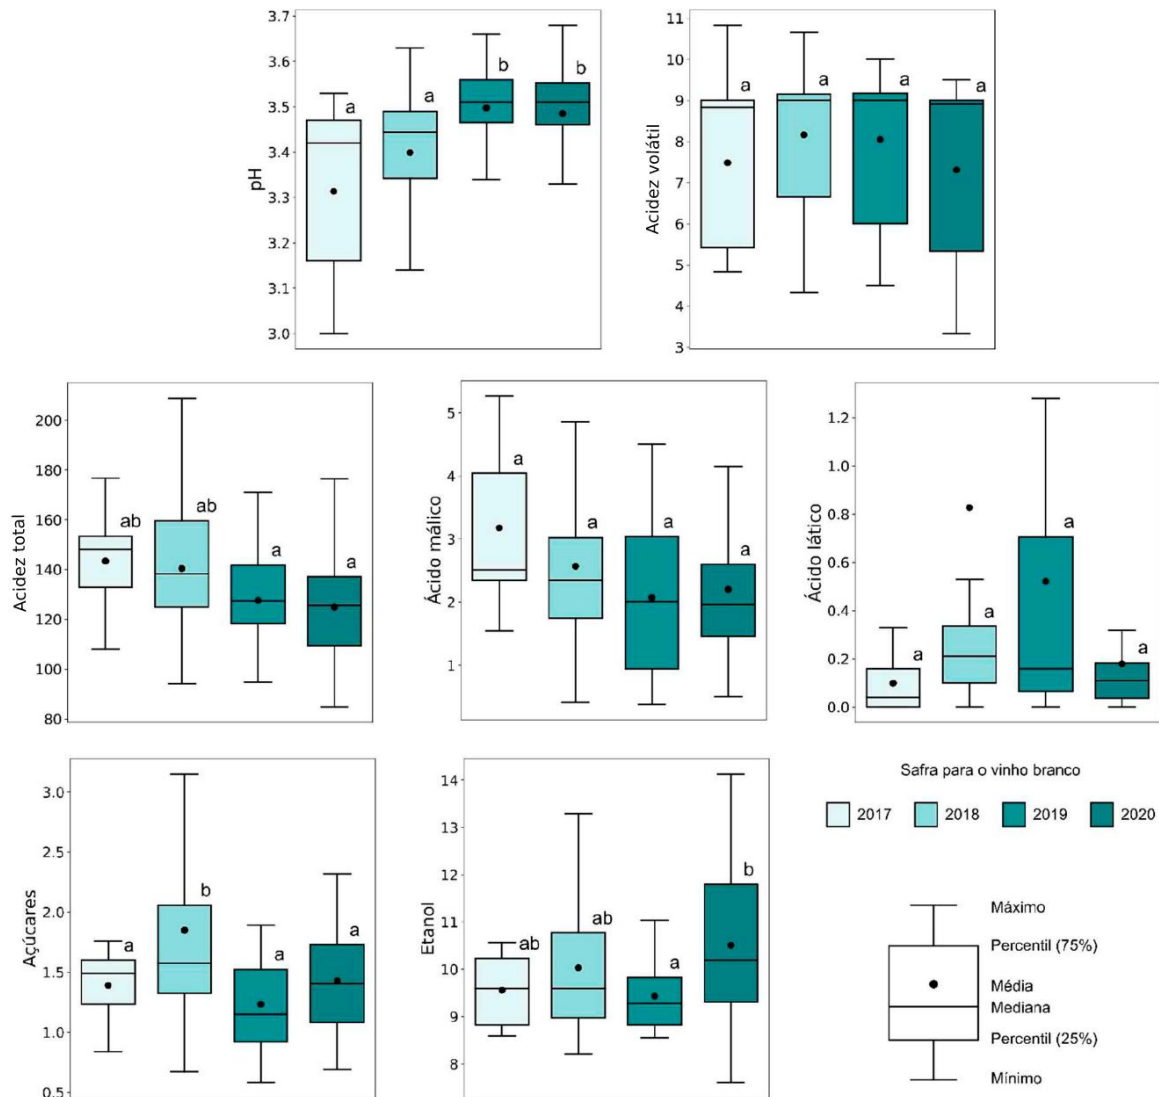 3.7
3.6
3.5
3.4
3.3
3.2
3.1
3.0
pH
a
a
b
b
11
10
9
8
7
6
5
4
3
Acidez volátil
a
a
a
a
200
180
160
140
120
100
80
Acidez total
ab
ab
a
a
5
4
3
2
1
Ácido málico
a
a
a
a
1.2
1.0
0.8
0.6
0.4
0.2
0.0
Ácido lático
a
a
a
a
3.0
2.5
2.0
1.5
1.0
0.5
Açúcares
a
b
a
a
14
13
12
11
10
9
8
Etanol
ab
ab
a
b
Safra para o vinho branco
2017 2018 2019 2020
Máximo
Percentil (75%)
Média
Mediana
Percentil (25%)
Mínimo